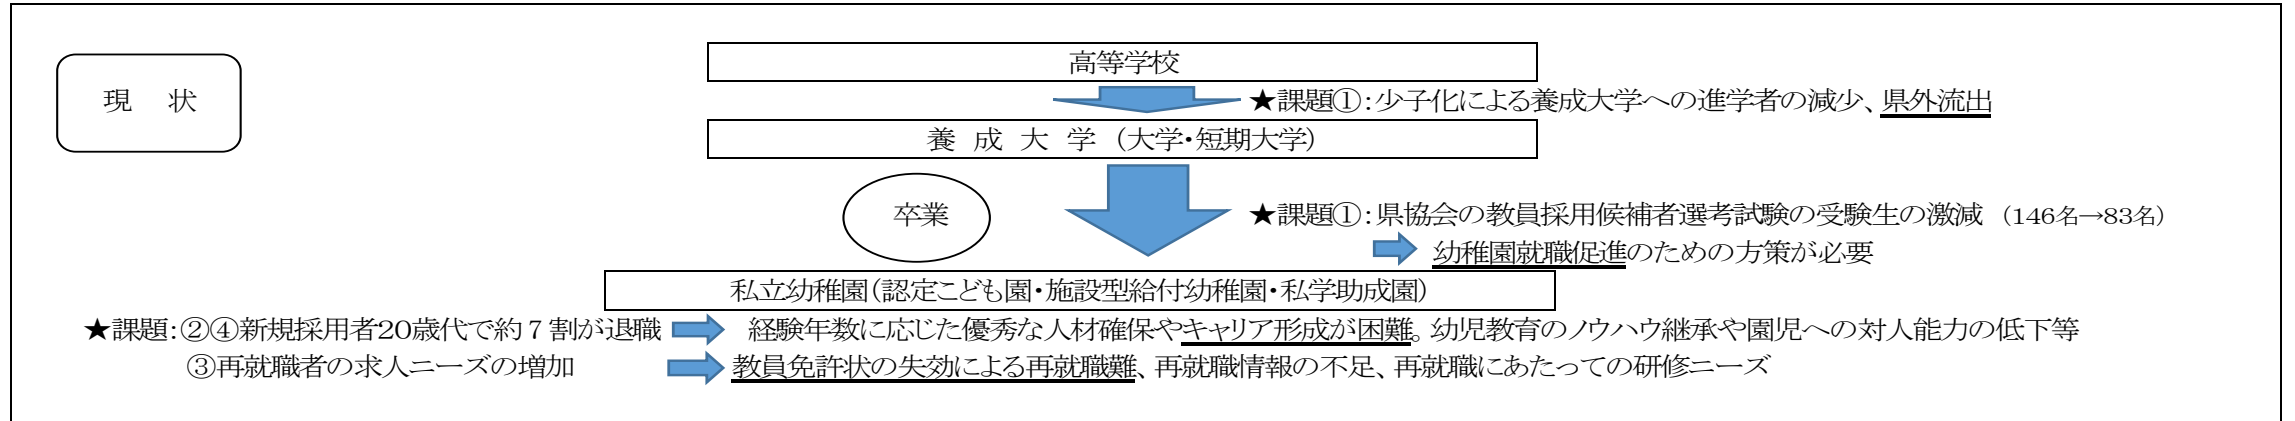 高等学校
現　状
★課題①：少子化による養成大学への進学者の減少、県外流出
養 成 大 学 （大学・短期大学）
卒業
★課題①：県協会の教員採用候補者選考試験の受験生の激減 （146名→83名）
幼稚園就職促進のための方策が必要
私立幼稚園（認定こども園・施設型給付幼稚園・私学助成園）
★課題：②④新規採用者20歳代で約７割が退職
経験年数に応じた優秀な人材確保やキャリア形成が困難。幼児教育のノウハウ継承や園児への対人能力の低下等
③再就職者の求人ニーズの増加
教員免許状の失効による再就職難、再就職情報の不足、再就職にあたっての研修ニーズ